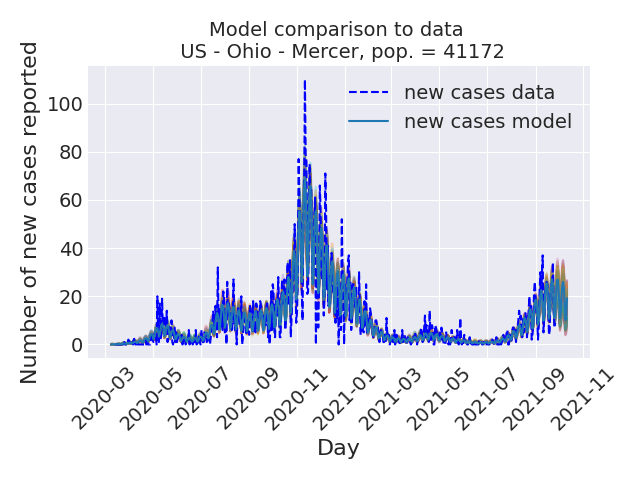 Model comparison to data
US - Ohio - Mercer, pop. = 41172
Number of new cases reported
100
80
60
40
20
0
new cases data
new cases model
2020-03
2020-05
2020-07
2020-09
2020-11
2021-01
2021-03
2021-05
2021-07
2021-09
2021-11
Day